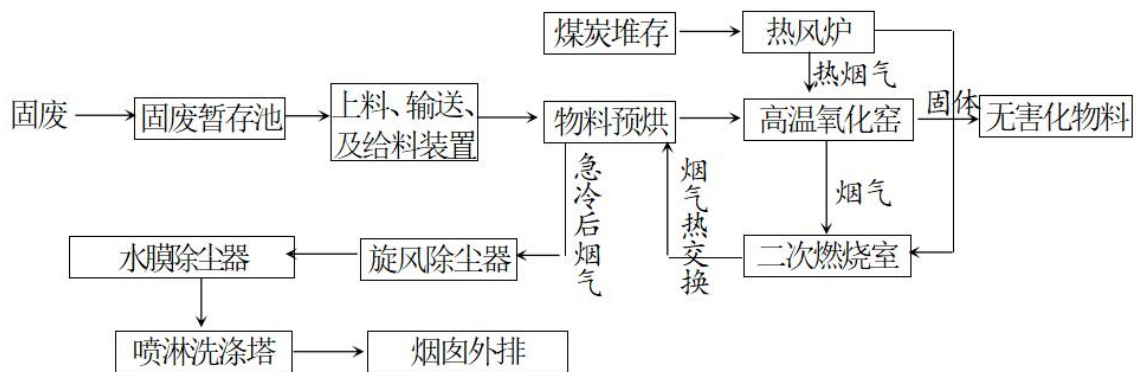 煤炭堆存
热风炉
热烟气
固废
固废暂存池
上料、输送、
及给料装置
物料预烘
高温氧化窑
固体
无害化物料
急冷后烟气
烟气热交换
烟气
水膜除尘器
旋风除尘器
二次燃烧室
喷淋洗涤塔
烟囱外排